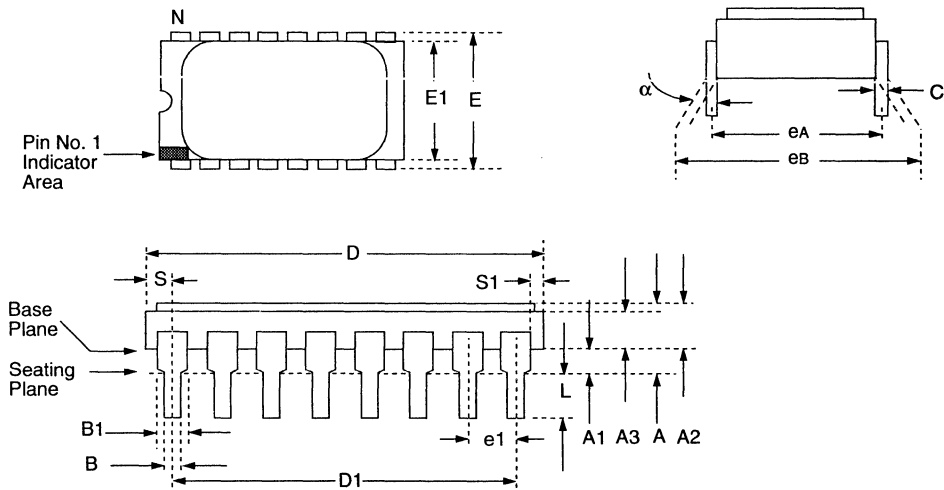 N
E1
E
Pin No. 1
Indicator
Area
α
C
eA
eB
D
S
S1
Base
Plane
Seating
Plane
L
B1
e1
A1
A3
A
A2
B
D1